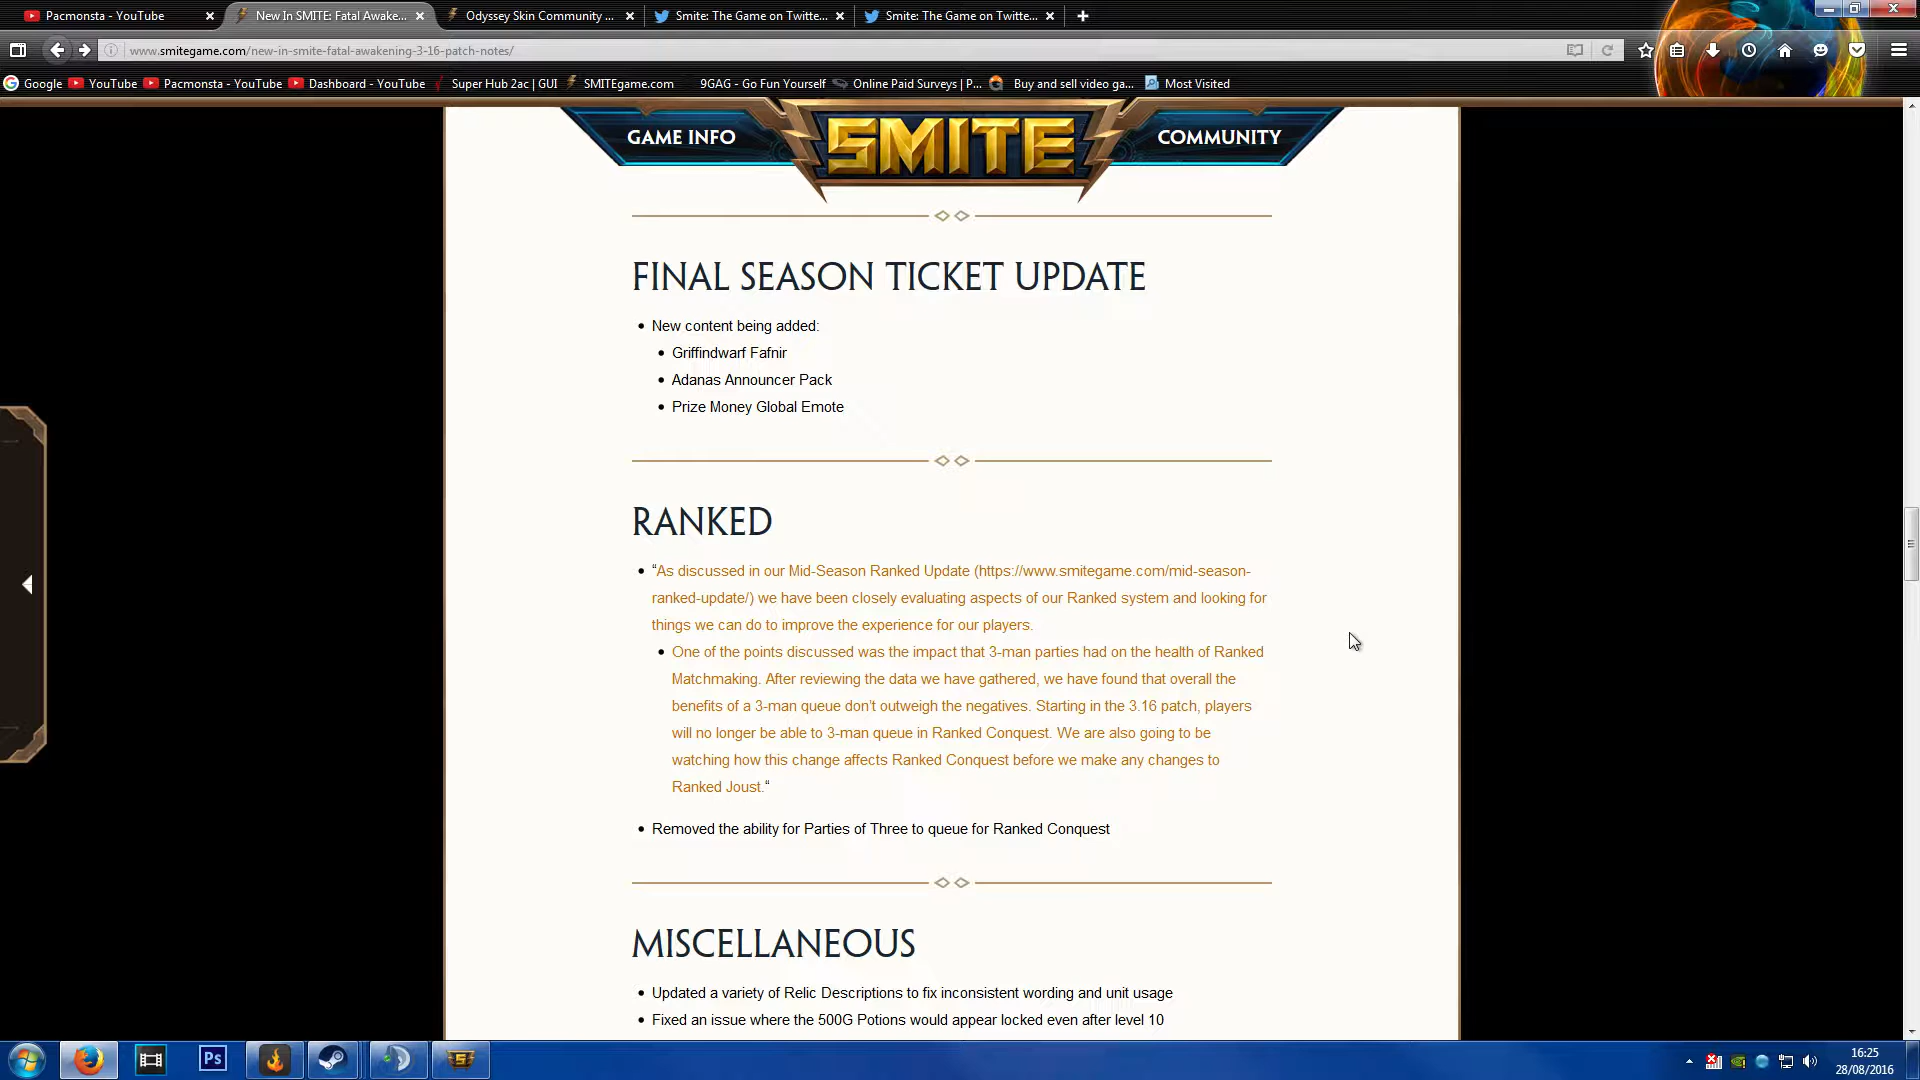 Pacmonsta - YouTube
New In SMITE: Fatal Awake...
Odyssey Skin Community ...
Smite: The Game on Twitte...
Smite: The Game on Twitte...
www.smitegame.com/new-in-smite-fatal-awakening-3-16-patch-notes/
Google
YouTube
Pacmonsta - YouTube
Dashboard - YouTube
Super Hub 2ac | GUI
SMITEgame.com
9GAG - Go Fun Yourself
Online Paid Surveys | P...
Buy and sell video ga...
Most Visited
GAME INFO
SMITE
COMMUNITY
FINAL SEASON TICKET UPDATE
• New content being added:
• Griffindwarf Fafnir
• Adanas Announcer Pack
• Prize Money Global Emote
RANKED
• “As discussed in our Mid-Season Ranked Update (https://www.smitegame.com/mid-season-
ranked-update/) we have been closely evaluating aspects of our Ranked system and looking for
things we can do to improve the experience for our players.
• One of the points discussed was the impact that 3-man parties had on the health of Ranked
Matchmaking. After reviewing the data we have gathered, we have found that overall the
benefits of a 3-man queue don’t outweigh the negatives. Starting in the 3.16 patch, players
will no longer be able to 3-man queue in Ranked Conquest. We are also going to be
watching how this change affects Ranked Conquest before we make any changes to
Ranked Joust.“
• Removed the ability for Parties of Three to queue for Ranked Conquest
MISCELLANEOUS
• Updated a variety of Relic Descriptions to fix inconsistent wording and unit usage
• Fixed an issue where the 500G Potions would appear locked even after level 10
Ps
16:25
28/08/2016